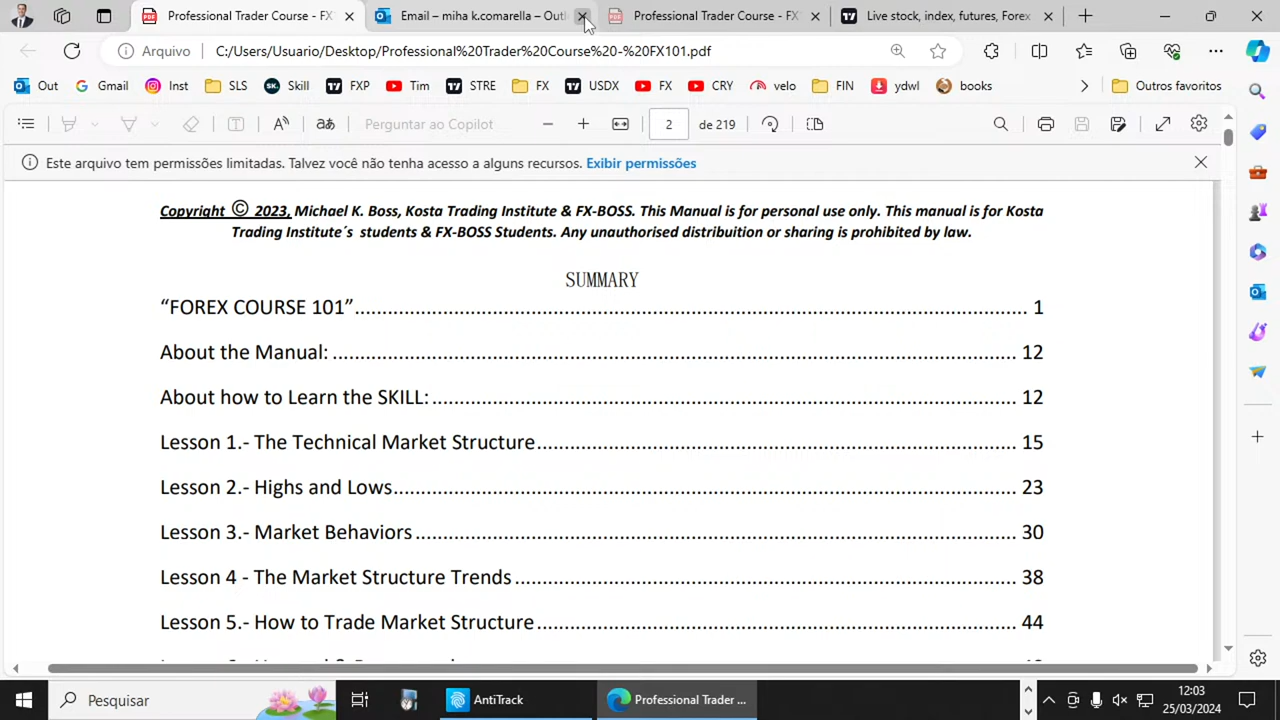 Professional Trader Course - FX
Email – miha k.comarella – Outl
Professional Trader Course - FX
Live stock, index, futures, Forex
Arquivo
C:/Users/Usuario/Desktop/Professional%20Trader%20Course%20-%20FX101.pdf
Out
Gmail
Inst
SLS
SK.
Skill
FXP
Tim
STRE
FX
USDX
FX
CRY
velo
FIN
ydwl
books
Outros favoritos
Perguntar ao Copilot
2
de 219
Este arquivo tem permissões limitadas. Talvez você não tenha acesso a alguns recursos. Exibir permissões
Copyright © 2023, Michael K. Boss, Kosta Trading Institute & FX-BOSS. This Manual is for personal use only. This manual is for Kosta
Trading Institute´s students & FX-BOSS Students. Any unauthorised distribuition or sharing is prohibited by law.
SUMMARY
“FOREX COURSE 101” 1
About the Manual: 12
About how to Learn the SKILL: 12
Lesson 1.- The Technical Market Structure 15
Lesson 2.- Highs and Lows 23
Lesson 3.- Market Behaviors 30
Lesson 4 - The Market Structure Trends 38
Lesson 5.- How to Trade Market Structure 44
Pesquisar
AntiTrack
Professional Trader ...
12:03
25/03/2024